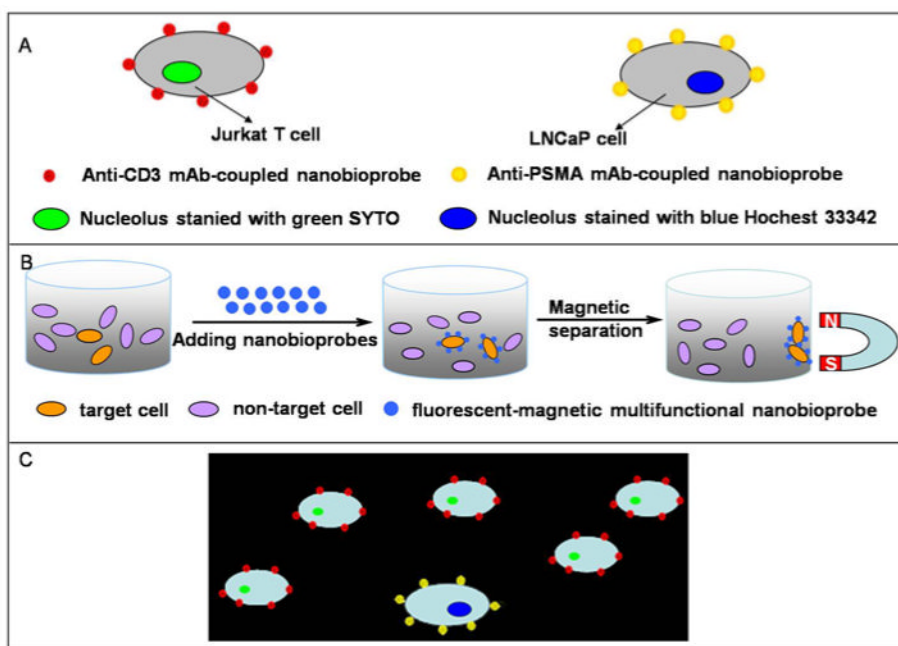 A
Jurkat T cell
LNCaP cell
Anti-CD3 mAb-coupled nanobioprobe
Anti-PSMA mAb-coupled nanobioprobe
Nucleolus stanied with green SYTO
Nucleolus stained with blue Hochest 33342
B
Adding nanobioprobes
Magnetic
separation
N
S
target cell
non-target cell
fluorescent-magnetic multifunctional nanobioprobe
C